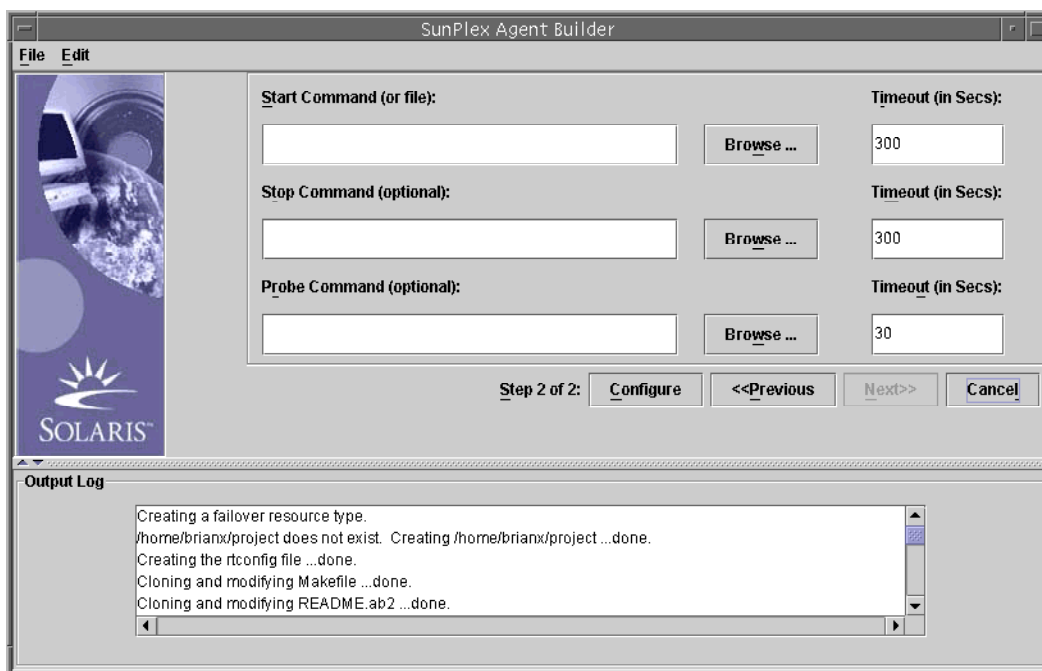 SunPlex Agent Builder
File Edit
Start Command (or file): Timeout (in Secs):
Browse ... 300
Stop Command (optional): Timeout (in Secs):
Browse ... 300
Probe Command (optional): Timeout (in Secs):
Browse ... 30
Step 2 of 2: Configure <<Previous Next>> Cancel
SOLARIS™
Output Log
Creating a failover resource type.
/home/brianx/project does not exist. Creating /home/brianx/project ...done.
Creating the rtconfig file ...done.
Cloning and modifying Makefile ...done.
Cloning and modifying README.ab2 ...done.